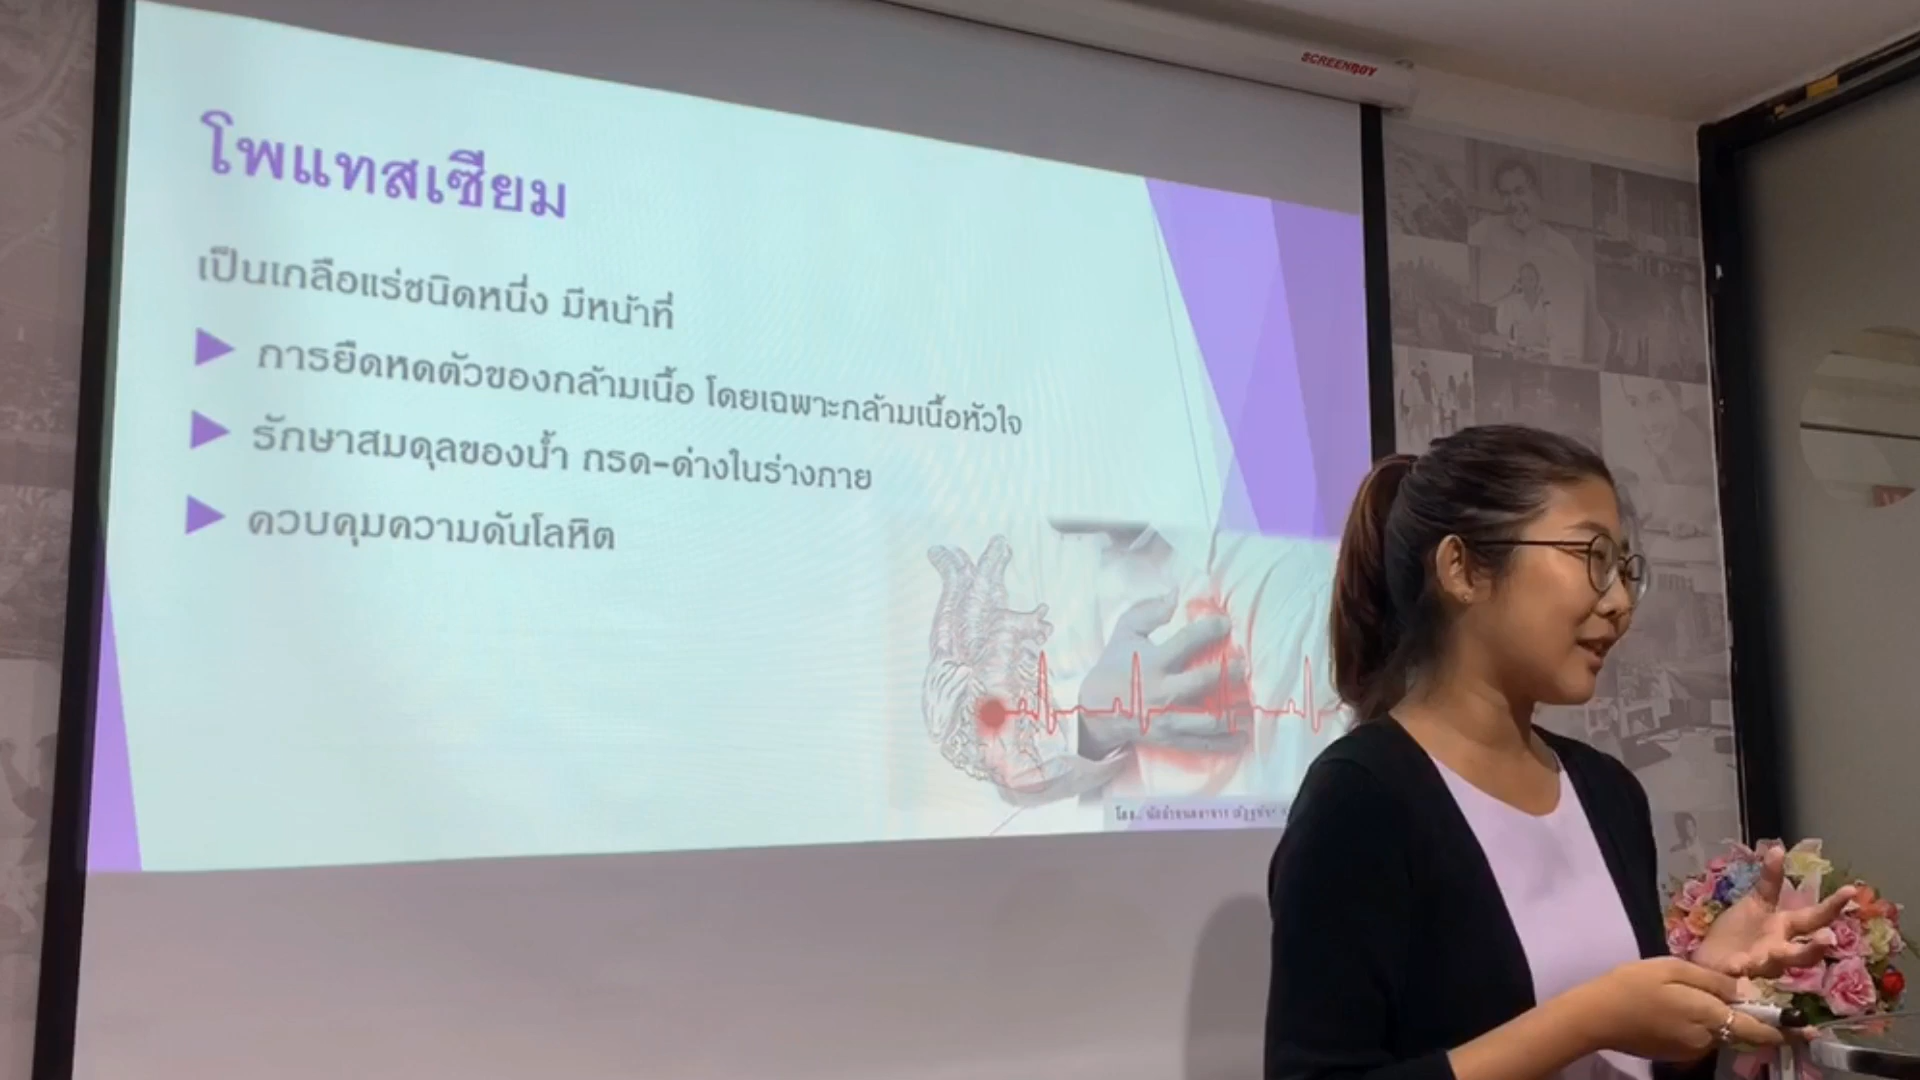 SCREENBOY
โพแทสเซียม
เป็นเกลือแร่ชนิดหนึ่ง มีหน้าที่
การยืดหดตัวของกล้ามเนื้อ โดยเฉพาะกล้ามเนื้อหัวใจ
รักษาสมดุลของน้ำ กรด-ด่างในร่างกาย
ควบคุมความดันโลหิต
โดย..